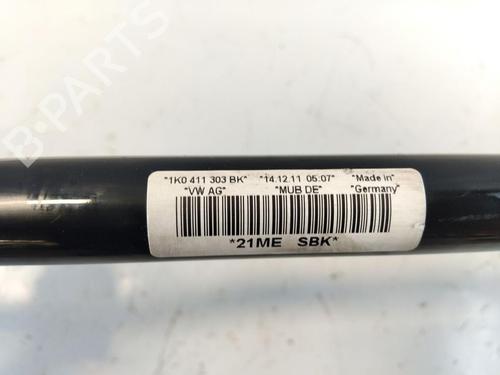 B-PARTS
"1K0 411 303 BK" "14.12.11 05:07" "Made in"
"VW AG" "MUB DE" "Germany"
*21ME SBK*